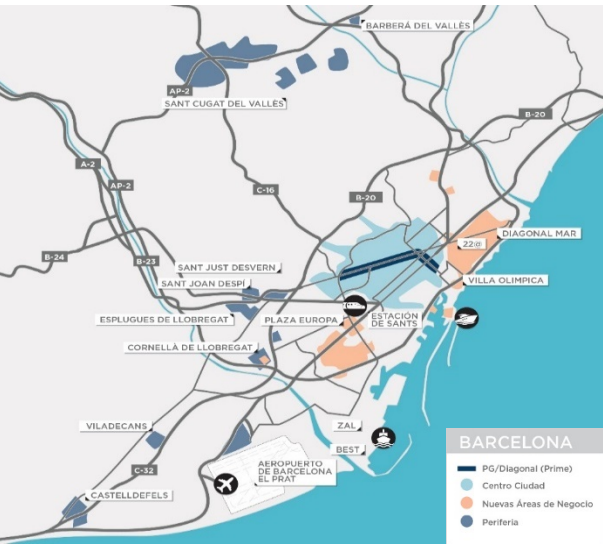 BARBERÁ DEL VALLÈS
AP-2
SANT CUGAT DEL VALLÈS
B-20
A-2
AP-2
C-16
B-20
DIAGONAL MAR
22@
B-24
B-23
SANT JUST DESVERN
SANT JOAN DESPÍ
VILLA OLIMPICA
ESPLUGUES DE LLOBREGAT
PLAZA EUROPA
ESTACIÓN
DE SANTS
CORNELLÀ DE LLOBREGAT
VILADECANS
ZAL
BEST
C-32
AEROPUERTO
DE BARCELONA
EL PRAT
CASTELLDEFELS
BARCELONA
PG/Diagonal (Prime)
Centro Ciudad
Nuevas Áreas de Negocio
Periferia